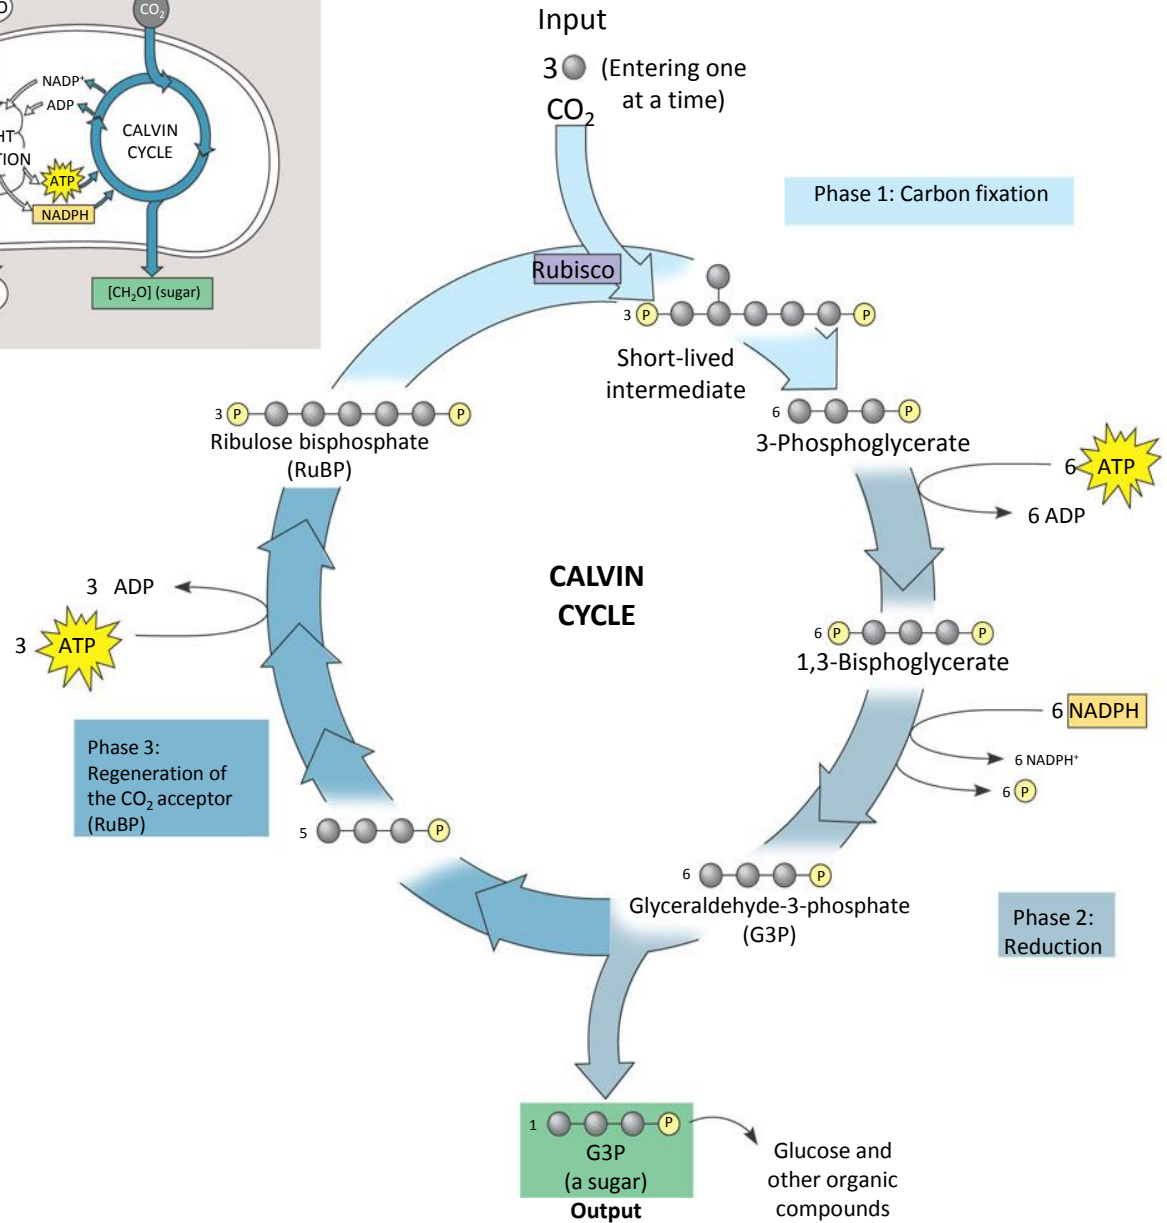 O
CO2
NADP+
ADP
CALVIN
CYCLE
HT
TION
ATP
NADPH
[CH2O] (sugar)
Input
3 (Entering one
at a time)
CO2
Phase 1: Carbon fixation
Rubisco
3 P P
Short-lived
intermediate
3 P P
Ribulose bisphosphate
(RuBP)
6 P
3-Phosphoglycerate
6 ATP
6 ADP
3 ADP
3 ATP
CALVIN
CYCLE
6 P P
1,3-Bisphoglycerate
6 NADPH
6 NADPH+
6 P
Phase 3:
Regeneration of
the CO2 acceptor
(RuBP)
5 P
6 P
Glyceraldehyde-3-phosphate
(G3P)
Phase 2:
Reduction
1 P
G3P
(a sugar)
Output
Glucose and
other organic
compounds